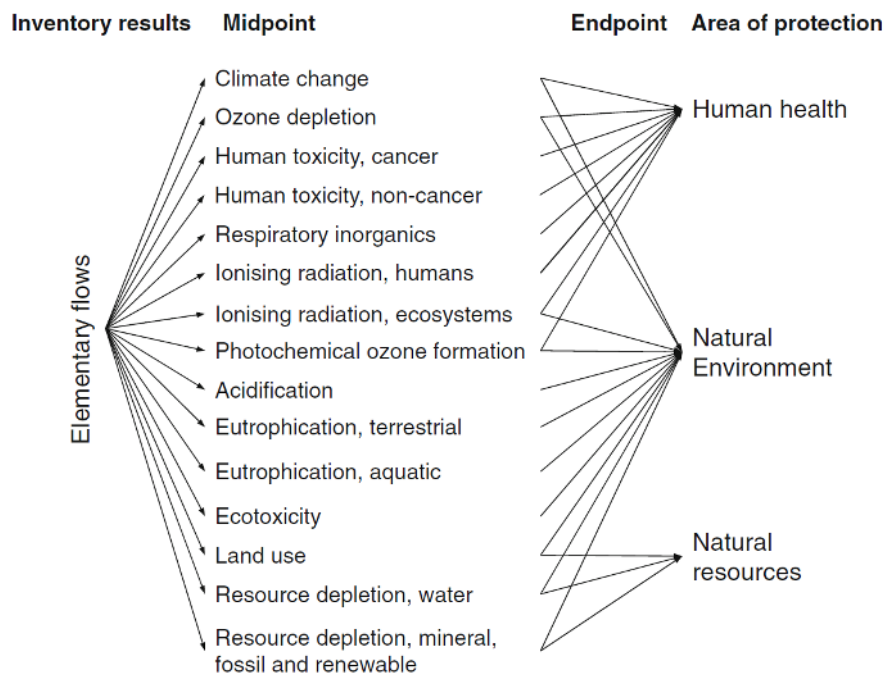 Inventory results Midpoint Endpoint Area of protection
Elementary flows
Climate change
Ozone depletion
Human toxicity, cancer
Human toxicity, non-cancer
Respiratory inorganics
Ionising radiation, humans
Ionising radiation, ecosystems
Photochemical ozone formation
Acidification
Eutrophication, terrestrial
Eutrophication, aquatic
Ecotoxicity
Land use
Resource depletion, water
Resource depletion, mineral,
fossil and renewable
Human health
Natural
Environment
Natural
resources